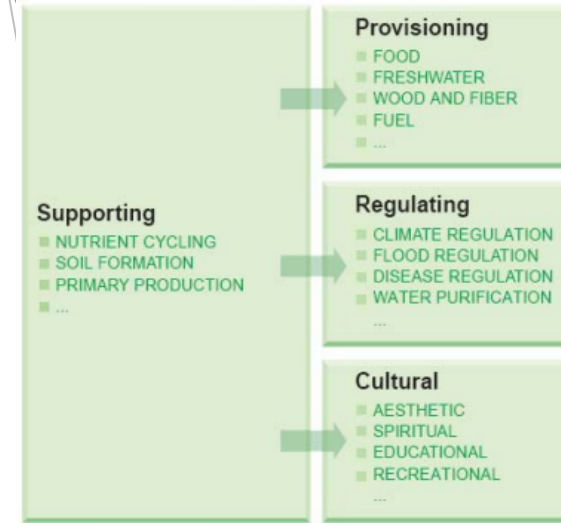 Supporting
NUTRIENT CYCLING
SOIL FORMATION
PRIMARY PRODUCTION
...
Provisioning
FOOD
FRESHWATER
WOOD AND FIBER
FUEL
...
Regulating
CLIMATE REGULATION
FLOOD REGULATION
DISEASE REGULATION
WATER PURIFICATION
...
Cultural
AESTHETIC
SPIRITUAL
EDUCATIONAL
RECREATIONAL
...